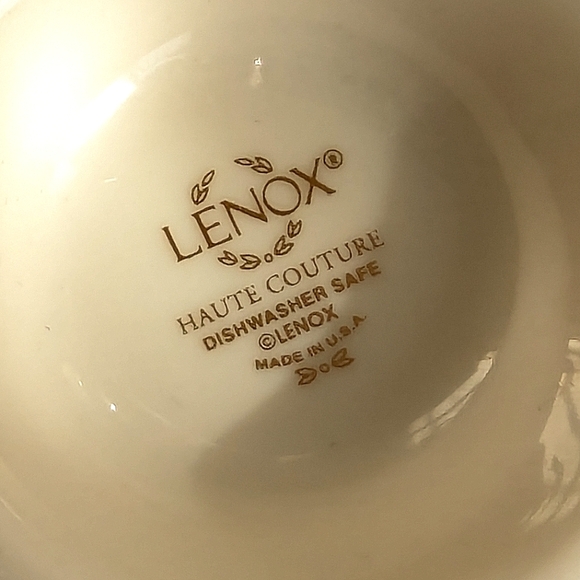 LENOX®
HAUTE COUTURE
DISHWASHER SAFE
©LENOX
MADE IN U.S.A.